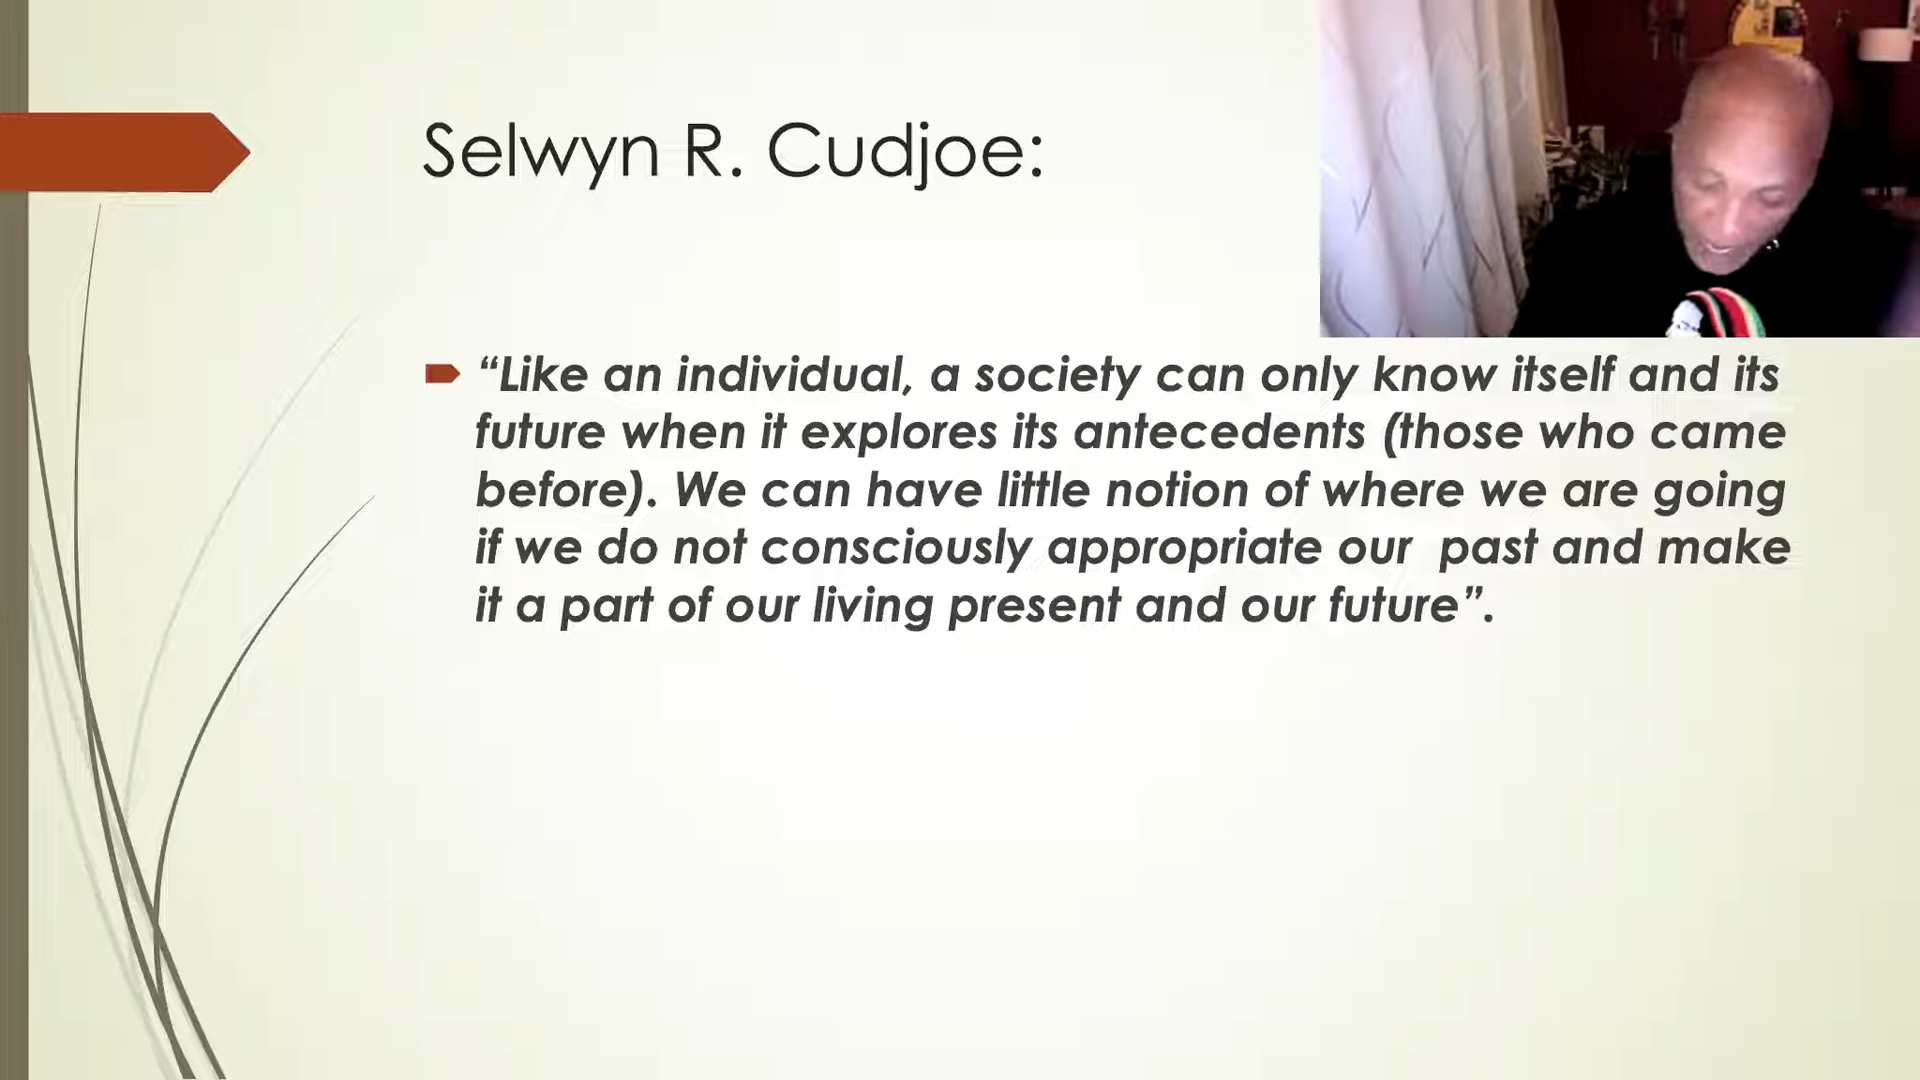 Selwyn R. Cudjoe:
“Like an individual, a society can only know itself and its
future when it explores its antecedents (those who came
before). We can have little notion of where we are going
if we do not consciously appropriate our  past and make
it a part of our living present and our future”.